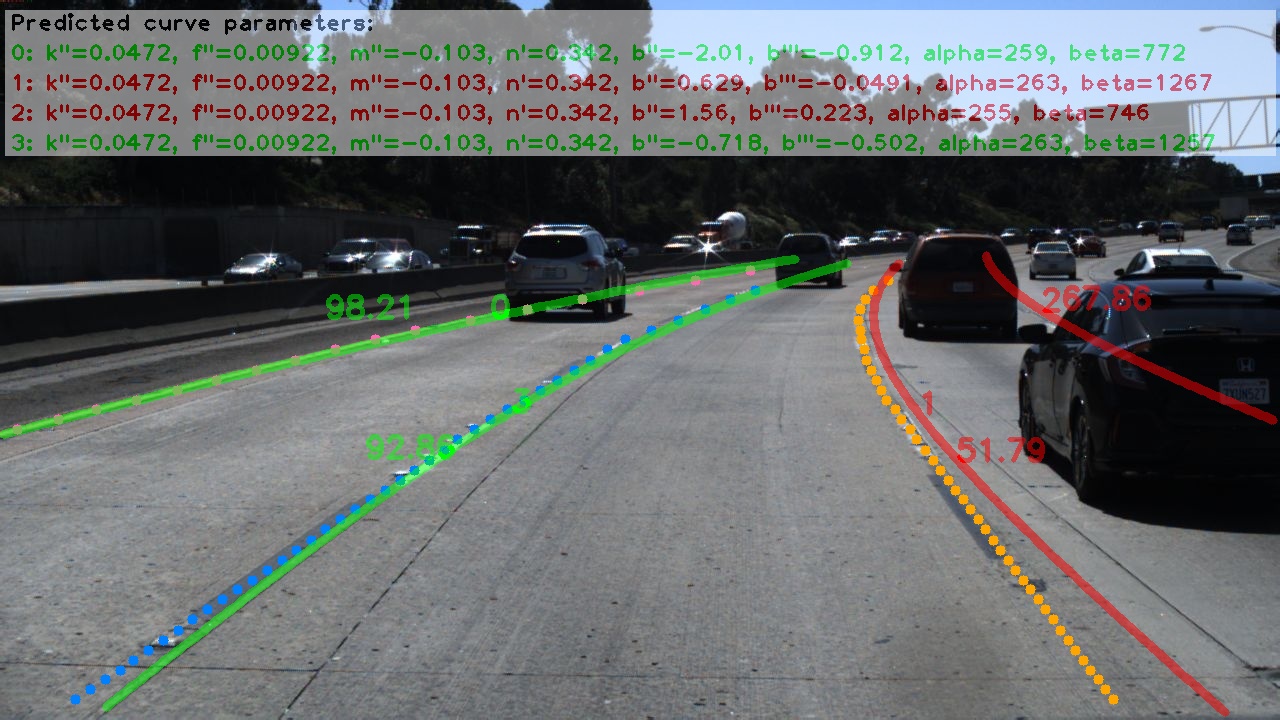 Predicted curve parameters:
0: k''=0.0472, f''=0.00922, m''=-0.103, n'=0.342, b''=-2.01, b'''=-0.912, alpha=259, beta=772
1: k''=0.0472, f''=0.00922, m''=-0.103, n'=0.342, b''=0.629, b'''=-0.0491, alpha=263, beta=1267
2: k''=0.0472, f''=0.00922, m''=-0.103, n'=0.342, b''=1.56, b'''=0.223, alpha=255, beta=746
3: k''=0.0472, f''=0.00922, m''=-0.103, n'=0.342, b''=-0.718, b'''=-0.502, alpha=263, beta=1257
98.21
0
267.86
3
1
92.86
51.79